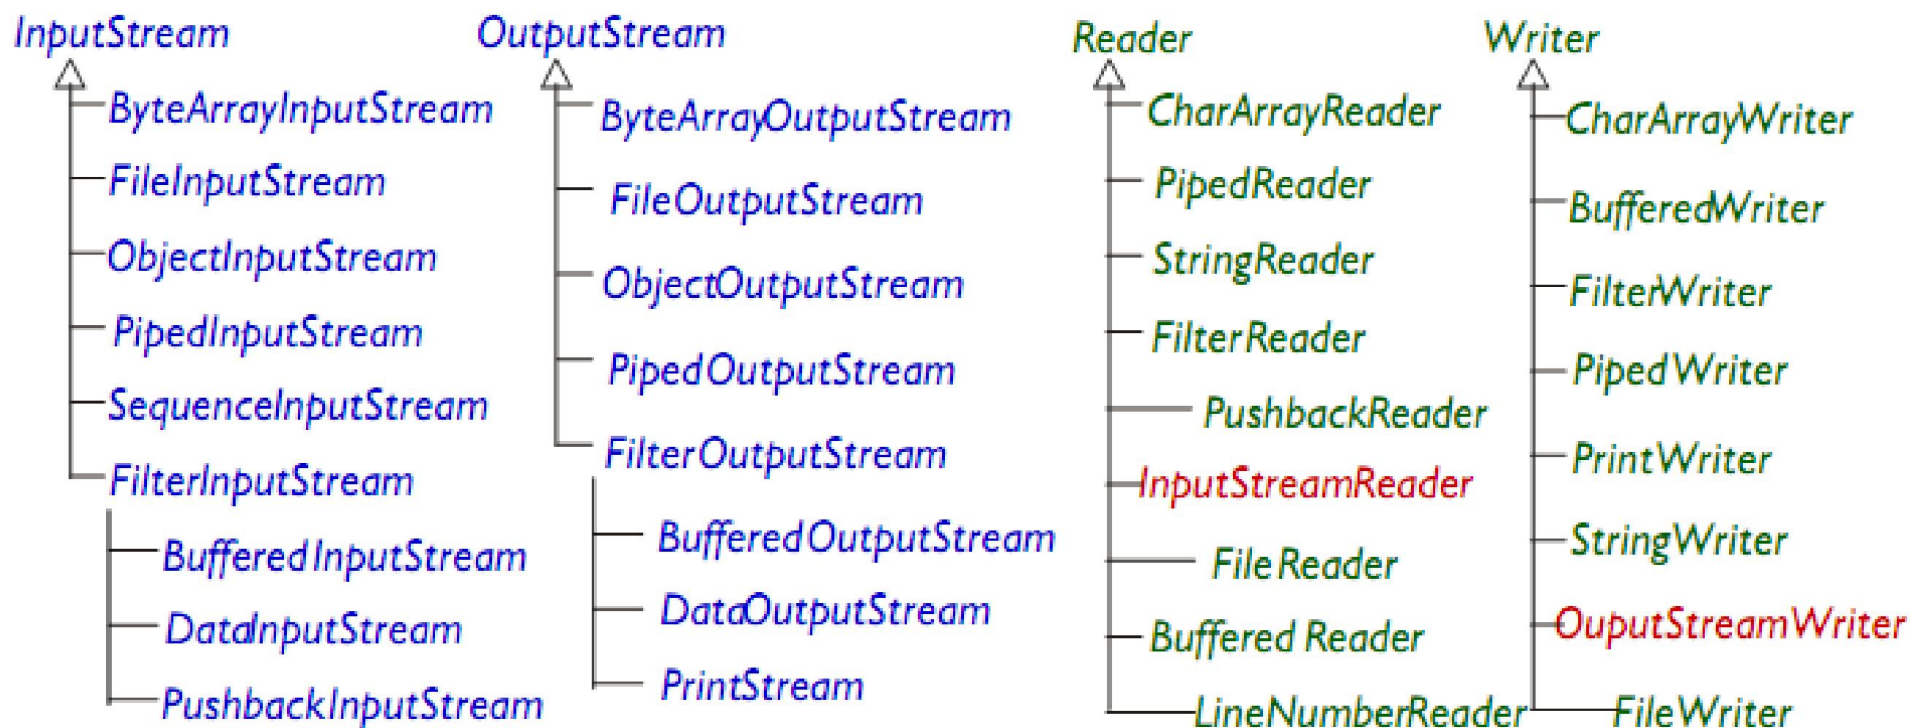 InputStream
ByteArrayInputStream
FileInputStream
ObjectInputStream
PipedInputStream
SequenceInputStream
FilterInputStream
BufferedInputStream
DataInputStream
PushbackInputStream
OutputStream
ByteArrayOutputStream
FileOutputStream
ObjectOutputStream
PipedOutputStream
FilterOutputStream
BufferedOutputStream
DataOutputStream
PrintStream
Reader
CharArrayReader
PipedReader
StringReader
FilterReader
PushbackReader
InputStreamReader
FileReader
Buffered Reader
LineNumberReader
Writer
CharArrayWriter
BufferedWriter
FilterWriter
PipedWriter
PrintWriter
StringWriter
OuputStreamWriter
FileWriter